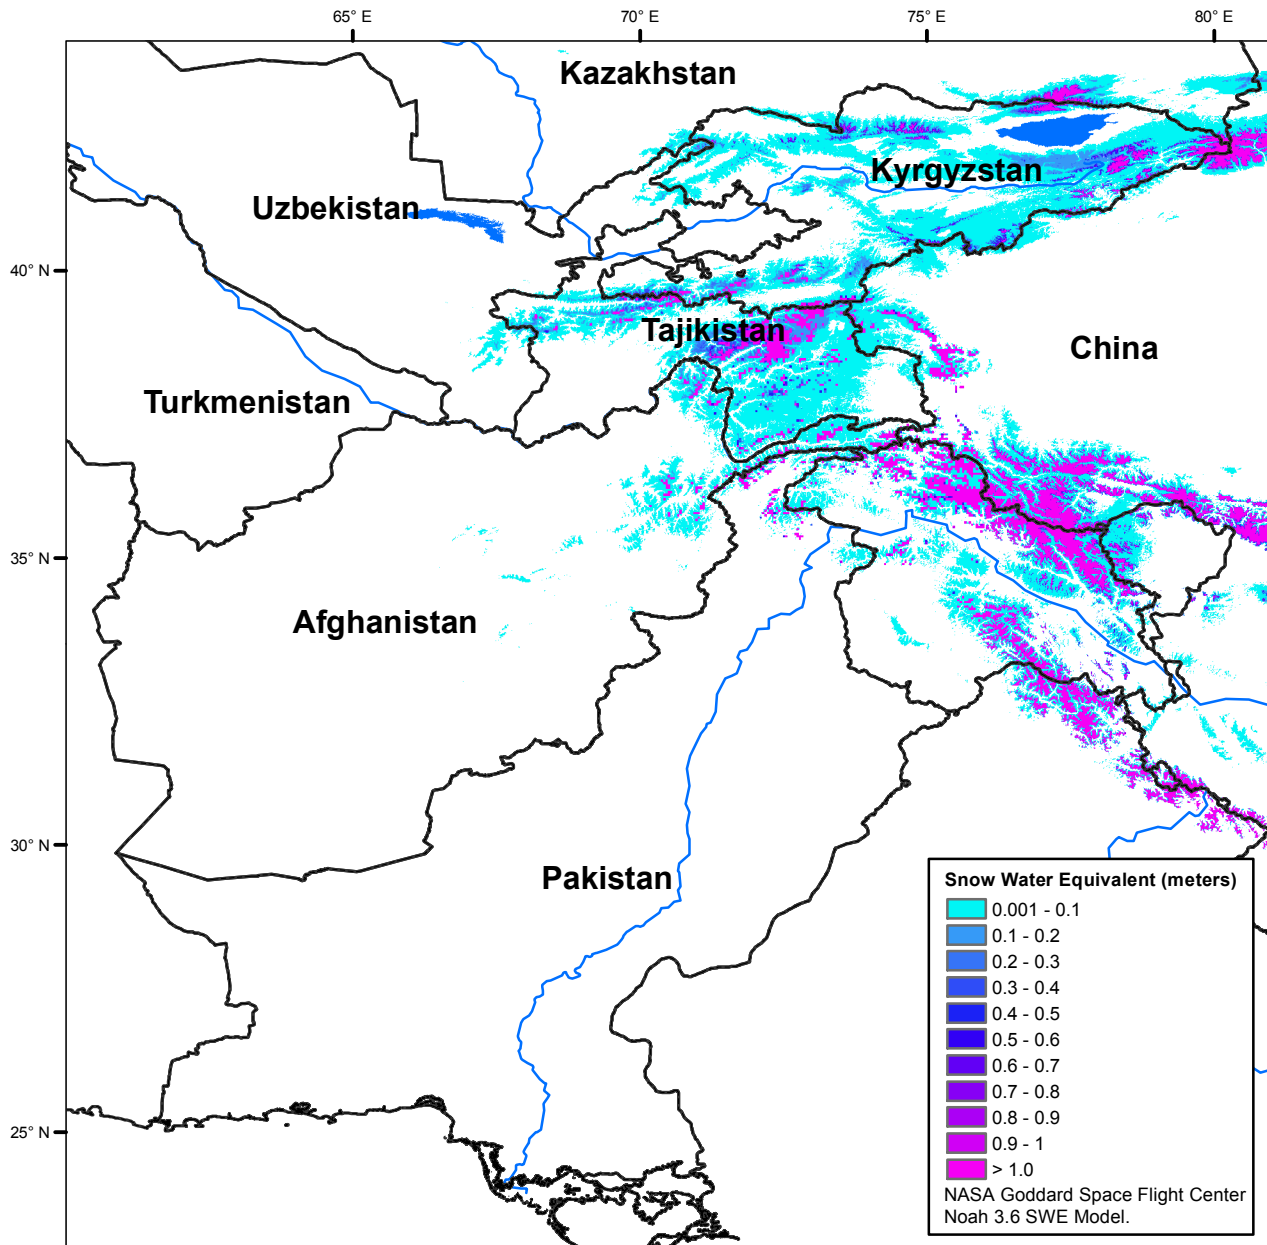 65° E
70° E
75° E
80° E
Kazakhstan
Kyrgyzstan
Uzbekistan
40° N
Tajikistan
China
Turkmenistan
35° N
Afghanistan
30° N
Pakistan
25° N
Snow Water Equivalent (meters)
0.001 - 0.1
0.1 - 0.2
0.2 - 0.3
0.3 - 0.4
0.4 - 0.5
0.5 - 0.6
0.6 - 0.7
0.7 - 0.8
0.8 - 0.9
0.9 - 1
> 1.0
NASA Goddard Space Flight Center
Noah 3.6 SWE Model.